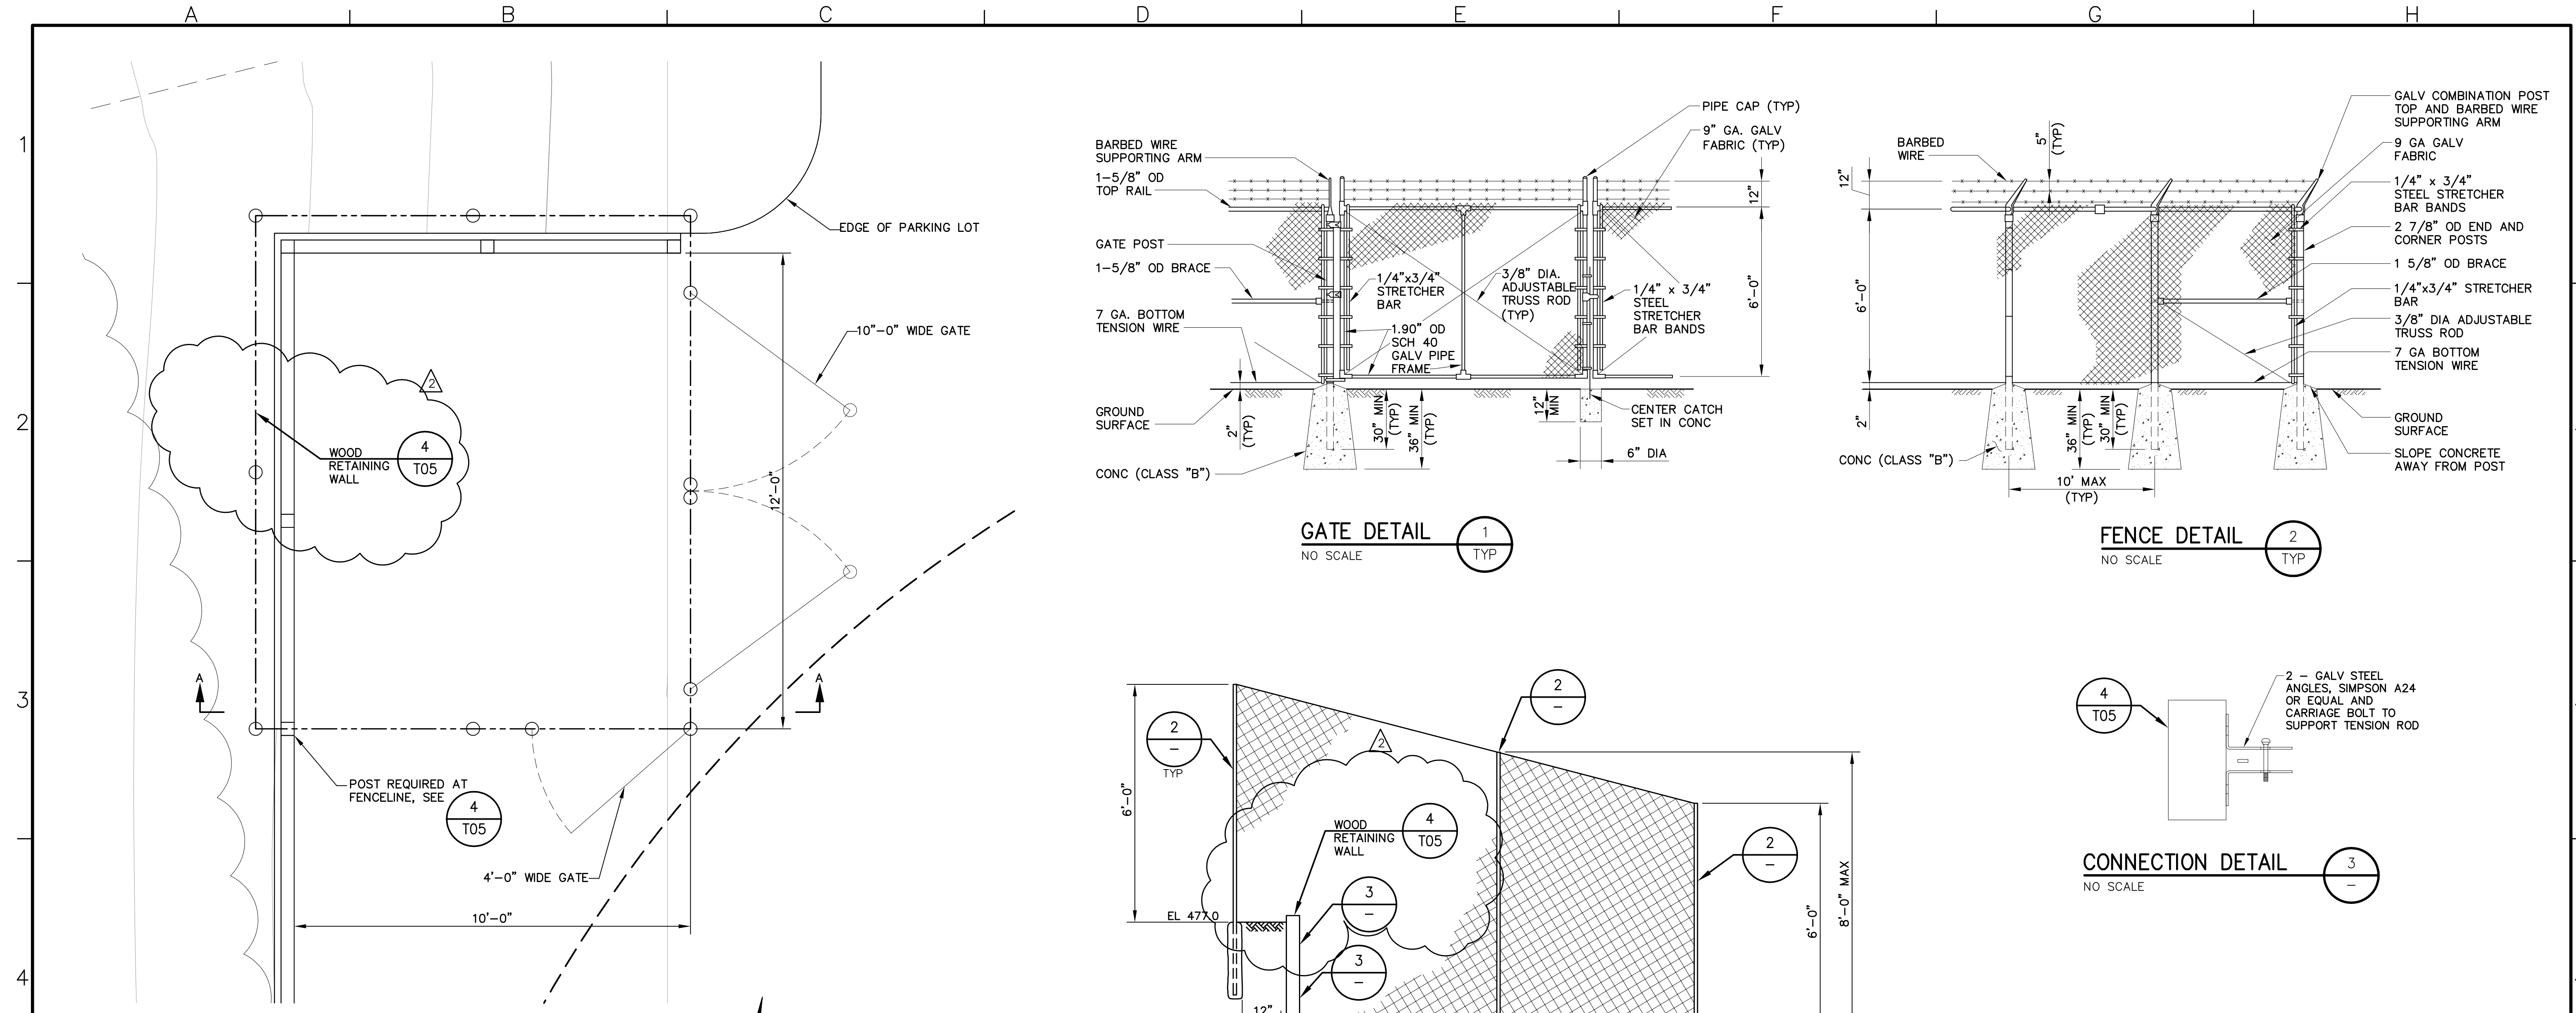 A B C D E F G H
1
2
3
4
EDGE OF PARKING LOT
10"-0" WIDE GATE
2
WOOD
RETAINING
WALL
4
T05
12'-0"
A
A
POST REQUIRED AT
FENCELINE, SEE
4
T05
4'-0" WIDE GATE
10'-0"
BARBED WIRE
SUPPORTING ARM
1-5/8" OD
TOP RAIL
GATE POST
1-5/8" OD BRACE
7 GA. BOTTOM
TENSION WIRE
GROUND
SURFACE
CONC (CLASS "B")
2"
(TYP)
30" MIN
(TYP)
36" MIN
(TYP)
12"
MIN
6" DIA
PIPE CAP (TYP)
9" GA. GALV
FABRIC (TYP)
12"
6'-0"
1/4"x3/4"
STRETCHER
BAR
3/8" DIA.
ADJUSTABLE
TRUSS ROD
(TYP)
1/4" x 3/4"
STEEL
STRETCHER
BAR BANDS
1.90" OD
SCH 40
GALV PIPE
FRAME
CENTER CATCH
SET IN CONC
GATE DETAIL
NO SCALE
1
TYP
BARBED
WIRE
5"
(TYP)
12"
6'-0"
2"
CONC (CLASS "B")
36" MIN
(TYP)
30" MIN
(TYP)
10' MAX
(TYP)
GALV COMBINATION POST
TOP AND BARBED WIRE
SUPPORTING ARM
9 GA GALV
FABRIC
1/4" x 3/4"
STEEL STRETCHER
BAR BANDS
2 7/8" OD END AND
CORNER POSTS
1 5/8" OD BRACE
1/4"x3/4" STRETCHER
BAR
3/8" DIA ADJUSTABLE
TRUSS ROD
7 GA BOTTOM
TENSION WIRE
GROUND
SURFACE
SLOPE CONCRETE
AWAY FROM POST
FENCE DETAIL
NO SCALE
2
TYP
2
-
TYP
2
-
2
6'-0"
WOOD
RETAINING
WALL
4
T05
3
-
3
-
EL 477.0
12"
2
-
6'-0"
8'-0" MAX
4
T05
2 - GALV STEEL
ANGLES, SIMPSON A24
OR EQUAL AND
CARRIAGE BOLT TO
SUPPORT TENSION ROD
CONNECTION DETAIL
NO SCALE
3
-